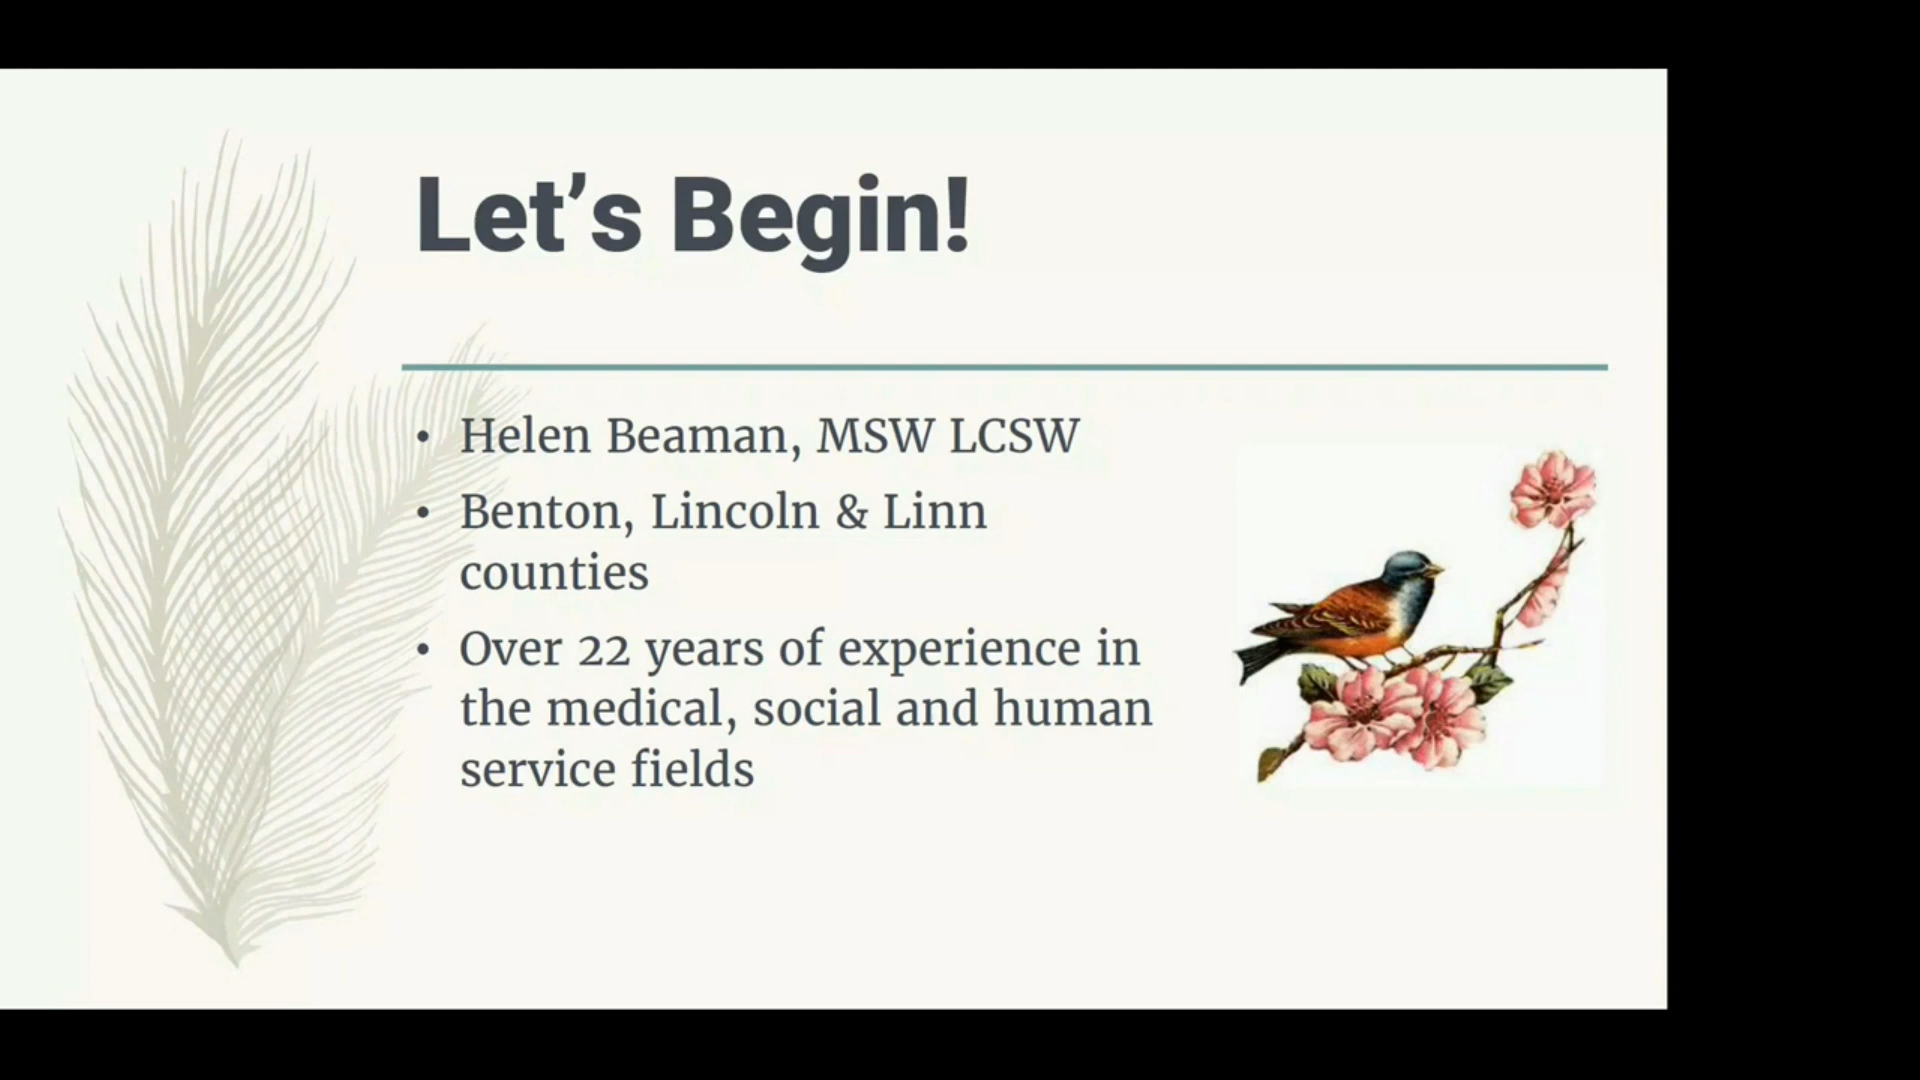 Let’s Begin!
• Helen Beaman, MSW LCSW
• Benton, Lincoln & Linn
counties
• Over 22 years of experience in
the medical, social and human
service fields